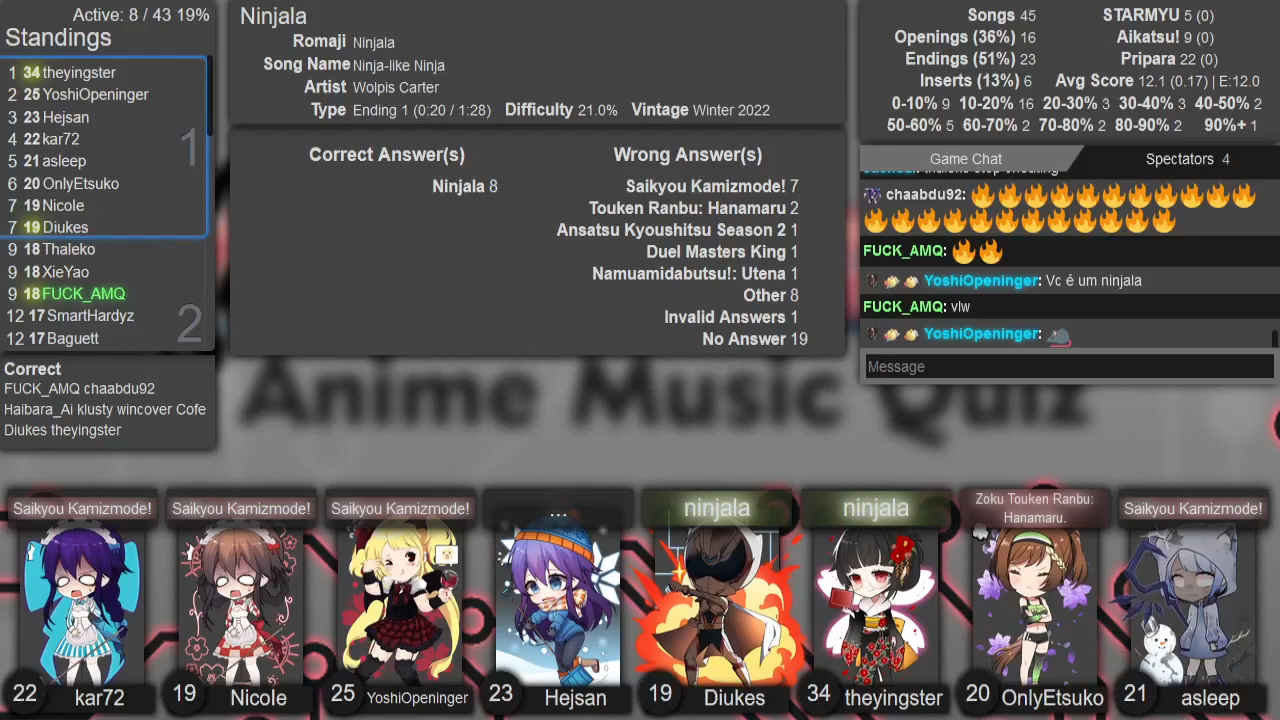 Active: 8 / 43 19%
Standings
1 34 theyingster
2 25 YoshiOpeninger
3 23 Hejsan
4 22 kar72
5 21 asleep
6 20 OnlyEtsuko
7 19 Nicole
7 19 Diukes
1
9 18 Thaleko
9 18 XieYao
9 18 FUCK_AMQ
12 17 SmartHardyz
12 17 Baguett
2
Correct
FUCK_AMQ chaabdu92
Haibara_Ai klusty wincover Cofe
Diukes theyingster
Ninjala
Romaji Ninjala
Song Name Ninja-like Ninja
Artist Wolpis Carter
Type Ending 1 (0:20 / 1:28) Difficulty 21.0% Vintage Winter 2022
Correct Answer(s)
Ninjala 8
Wrong Answer(s)
Saikyou Kamizmode! 7
Touken Ranbu: Hanamaru 2
Ansatsu Kyoushitsu Season 2 1
Duel Masters King 1
Namuamidabutsu!: Utena 1
Other 8
Invalid Answers 1
No Answer 19
Songs 45 STARMYU 5 (0)
Openings (36%) 16 Aikatsu! 9 (0)
Endings (51%) 23 Pripara 22 (0)
Inserts (13%) 6 Avg Score 12.1 (0.17) | E:12.0
0-10% 9 10-20% 16 20-30% 3 30-40% 3 40-50% 2
50-60% 5 60-70% 2 70-80% 2 80-90% 2 90%+ 1
Game Chat Spectators 4
chaabdu92: 🔥🔥🔥🔥🔥🔥🔥🔥🔥🔥🔥
🔥🔥🔥🔥🔥🔥🔥🔥🔥🔥🔥🔥
FUCK_AMQ: 🔥🔥
YoshiOpeninger: Vc é um ninjala
FUCK_AMQ: vlw
YoshiOpeninger: 🐀
Message
Anime Music Quiz
Saikyou Kamizmode!
Saikyou Kamizmode!
Saikyou Kamizmode!
...
ninjala
ninjala
Zoku Touken Ranbu:
Hanamaru.
Saikyou Kamizmode!
22 kar72
19 Nicole
25 YoshiOpeninger
23 Hejsan
19 Diukes
34 theyingster
20 OnlyEtsuko
21 asleep